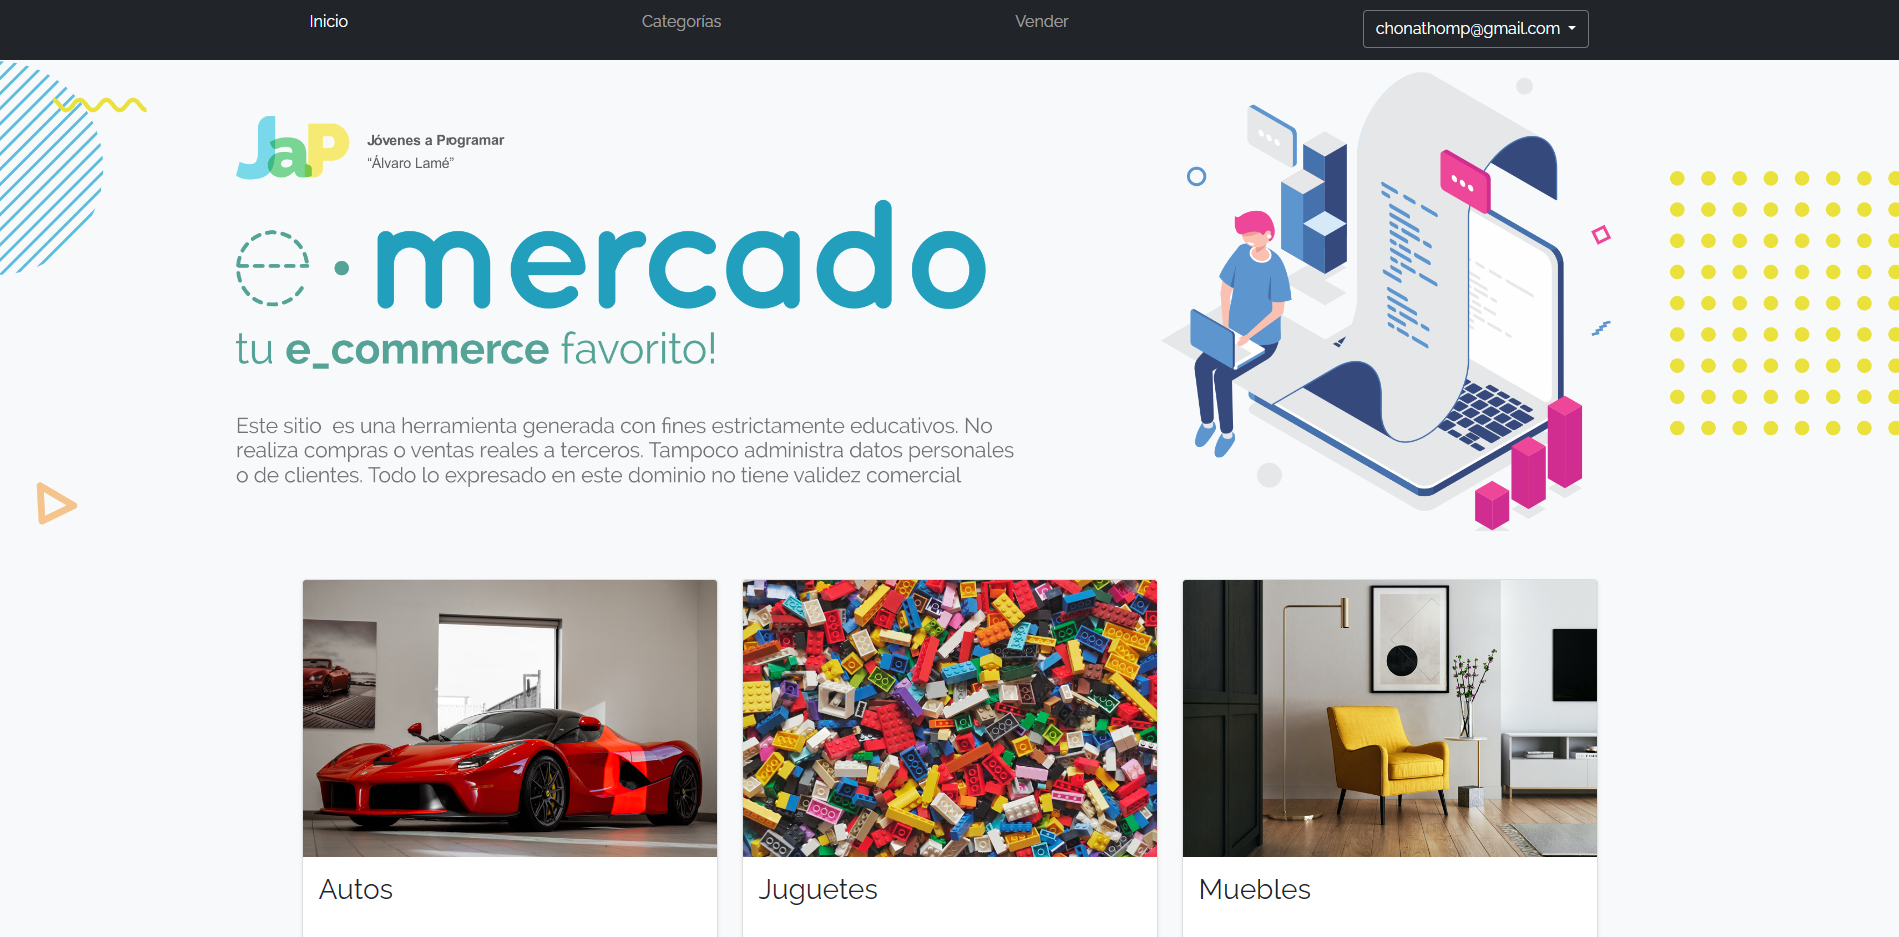 Inicio
Categorías
Vender
chonathomp@gmail.com
JaP
Jóvenes a Programar
“Álvaro Lamé”
e · mercado
tu e_commerce favorito!
Este sitio es una herramienta generada con fines estrictamente educativos. No
realiza compras o ventas reales a terceros. Tampoco administra datos personales
o de clientes. Todo lo expresado en este dominio no tiene validez comercial
Autos
Juguetes
Muebles